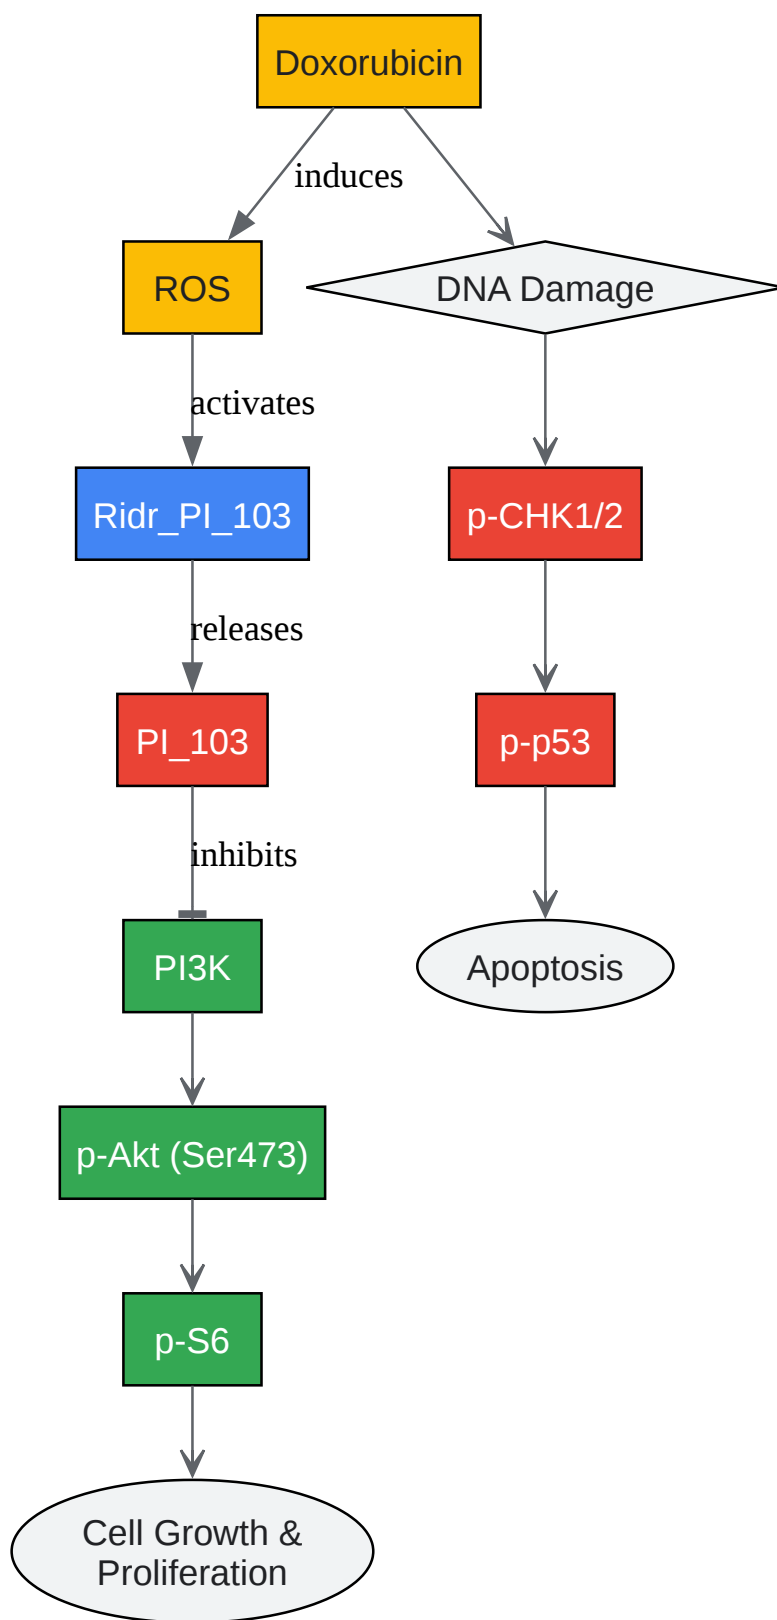 Doxorubicin
induces
ROS
DNA Damage
activates
Ridr_PI_103
p-CHK1/2
releases
PI_103
p-p53
inhibits
PI3K
Apoptosis
p-Akt (Ser473)
p-S6
Cell Growth &
Proliferation